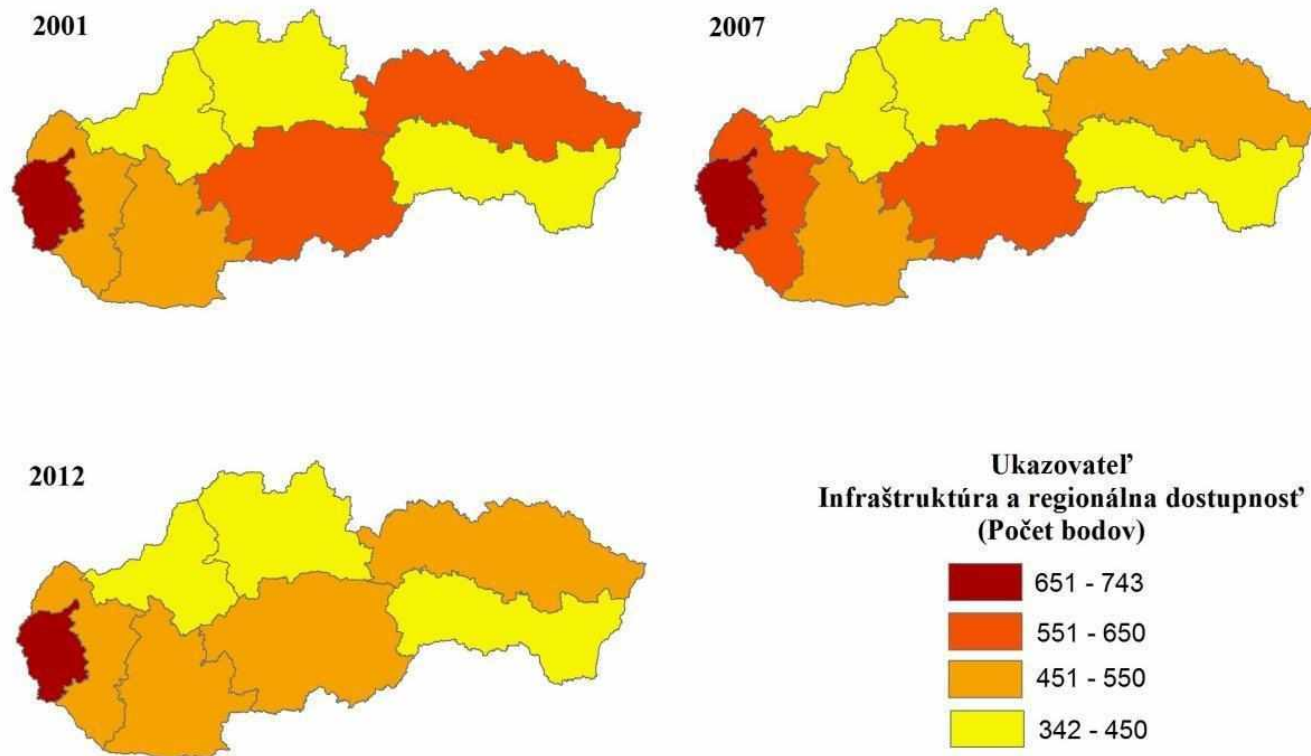 2001
2007
2012
Ukazovateľ
Infraštruktúra a regionálna dostupnosť
(Počet bodov)
651 - 743
551 - 650
451 - 550
342 - 450